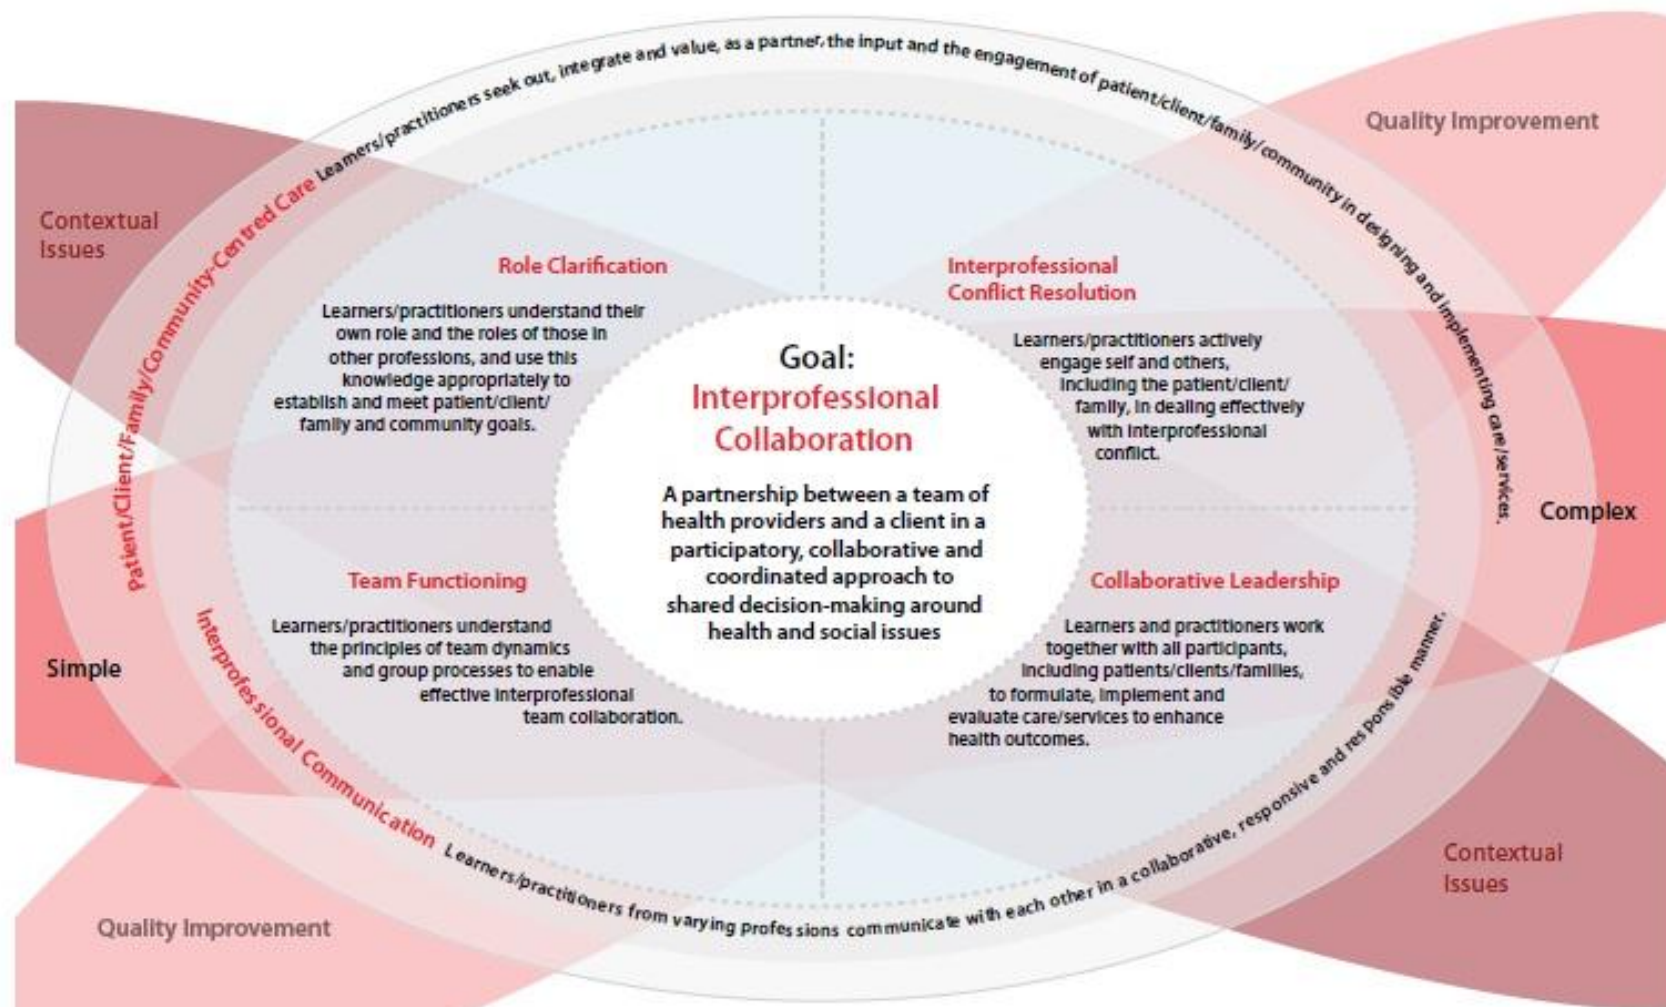 Patient/Client/Family/Community-Centred Care Learners/practitioners seek out, integrate and value, as a partner, the input and the engagement of patient/client/family/community in designing and implementing care/services.
Quality Improvement
Contextual
Issues
Role Clarification
Learners/practitioners understand their
own role and the roles of those in
other professions, and use this
knowledge appropriately to
establish and meet patient/client/
family and community goals.
Interprofessional
Conflict Resolution
Learners/practitioners actively
engage self and others,
including the patient/client/
family, in dealing effectively
with interprofessional
conflict.
Goal:
Interprofessional
Collaboration
A partnership between a team of
health providers and a client in a
participatory, collaborative and
coordinated approach to
shared decision-making around
health and social issues
Complex
Simple
Team Functioning
Learners/practitioners understand
the principles of team dynamics
and group processes to enable
effective interprofessional
team collaboration.
Collaborative Leadership
Learners and practitioners work
together with all participants,
including patients/clients/families,
to formulate, implement and
evaluate care/services to enhance
health outcomes.
Interprofessional Communication Learners/practitioners from varying professions communicate with each other in a collaborative, responsive and responsible manner.
Contextual
Issues
Quality Improvement